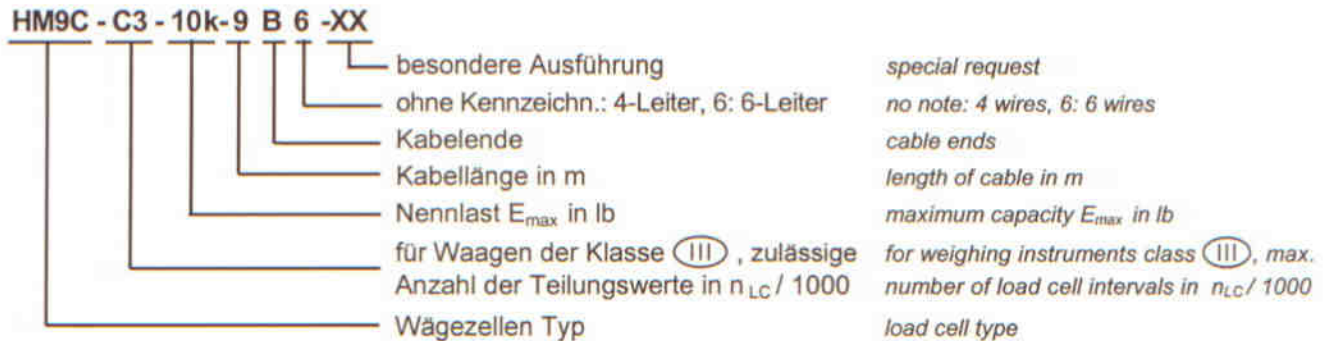 HM9C - C3 - 10k- 9 B 6 -XX
besondere Ausführung special request
ohne Kennzeichn.: 4-Leiter, 6: 6-Leiter no note: 4 wires, 6: 6 wires
Kabelende cable ends
Kabellänge in m length of cable in m
Nennlast Emax in lb maximum capacity Emax in lb
für Waagen der Klasse III , zulässige for weighing instruments class III, max.
Anzahl der Teilungswerte in n LC / 1000 number of load cell intervals in nLC / 1000
Wägezellen Typ load cell type